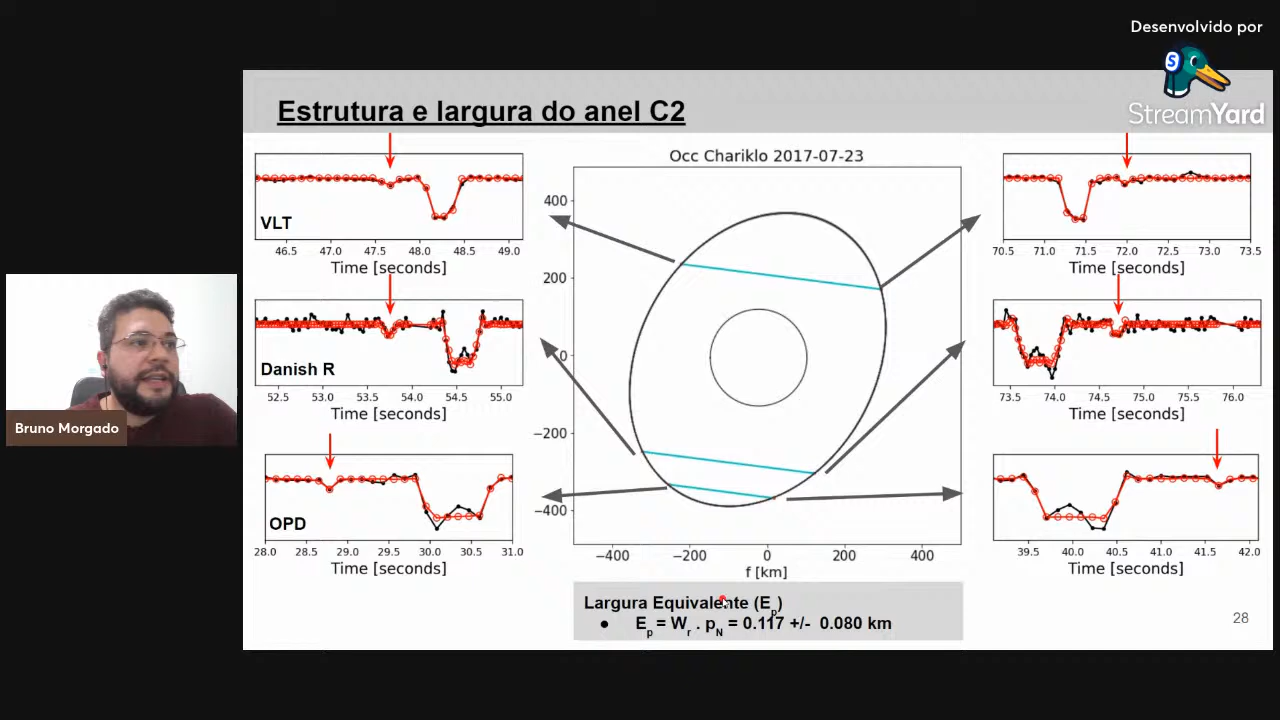 Desenvolvido por
StreamYard
Estrutura e largura do anel C2
Occ Chariklo 2017-07-23
VLT
46.5 47.0 47.5 48.0 48.5 49.0
Time [seconds]
Danish R
52.5 53.0 53.5 54.0 54.5 55.0
Time [seconds]
OPD
28.0 28.5 29.0 29.5 30.0 30.5 31.0
Time [seconds]
400
200
0
−200
−400
−400 −200 0 200 400
f [km]
70.5 71.0 71.5 72.0 72.5 73.0 73.5
Time [seconds]
73.5 74.0 74.5 75.0 75.5 76.0
Time [seconds]
39.5 40.0 40.5 41.0 41.5 42.0
Time [seconds]
Largura Equivalente (Ep)
● Ep = Wr . pN = 0.117 +/- 0.080 km
28
Bruno Morgado